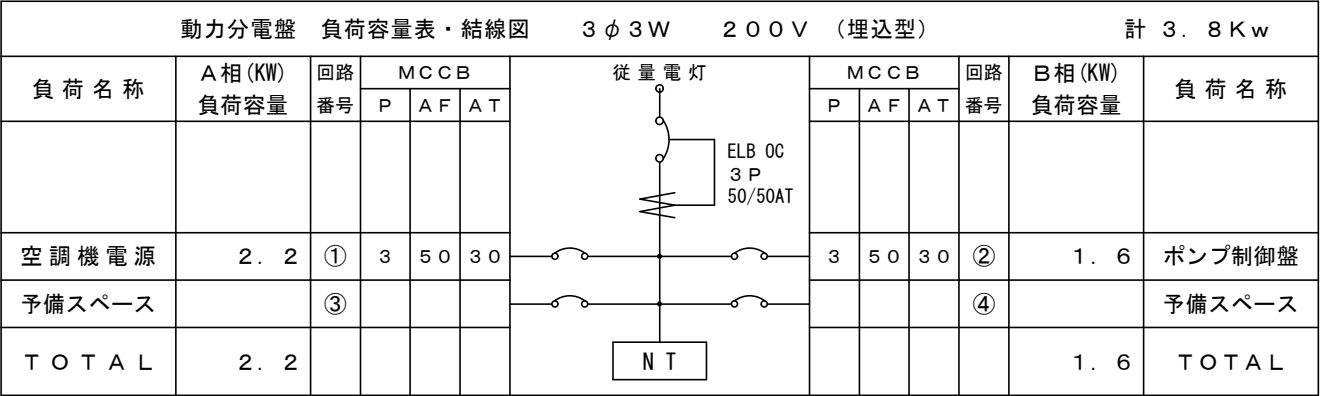 動力分電盤 負荷容量表・結線図 3φ3W 200V (埋込型) 計 3.8Kw
負荷名称 A相(KW) 負荷容量 回路番号 MCCB 従量電灯 MCCB 回路番号 B相(KW) 負荷容量 負荷名称
P AF AT P AF AT
ELB OC
3P
50/50AT
空調機電源 2.2 ① 3 50 30 3 50 30 ② 1.6 ポンプ制御盤
予備スペース ③ ④ 予備スペース
TOTAL 2.2 NT 1.6 TOTAL